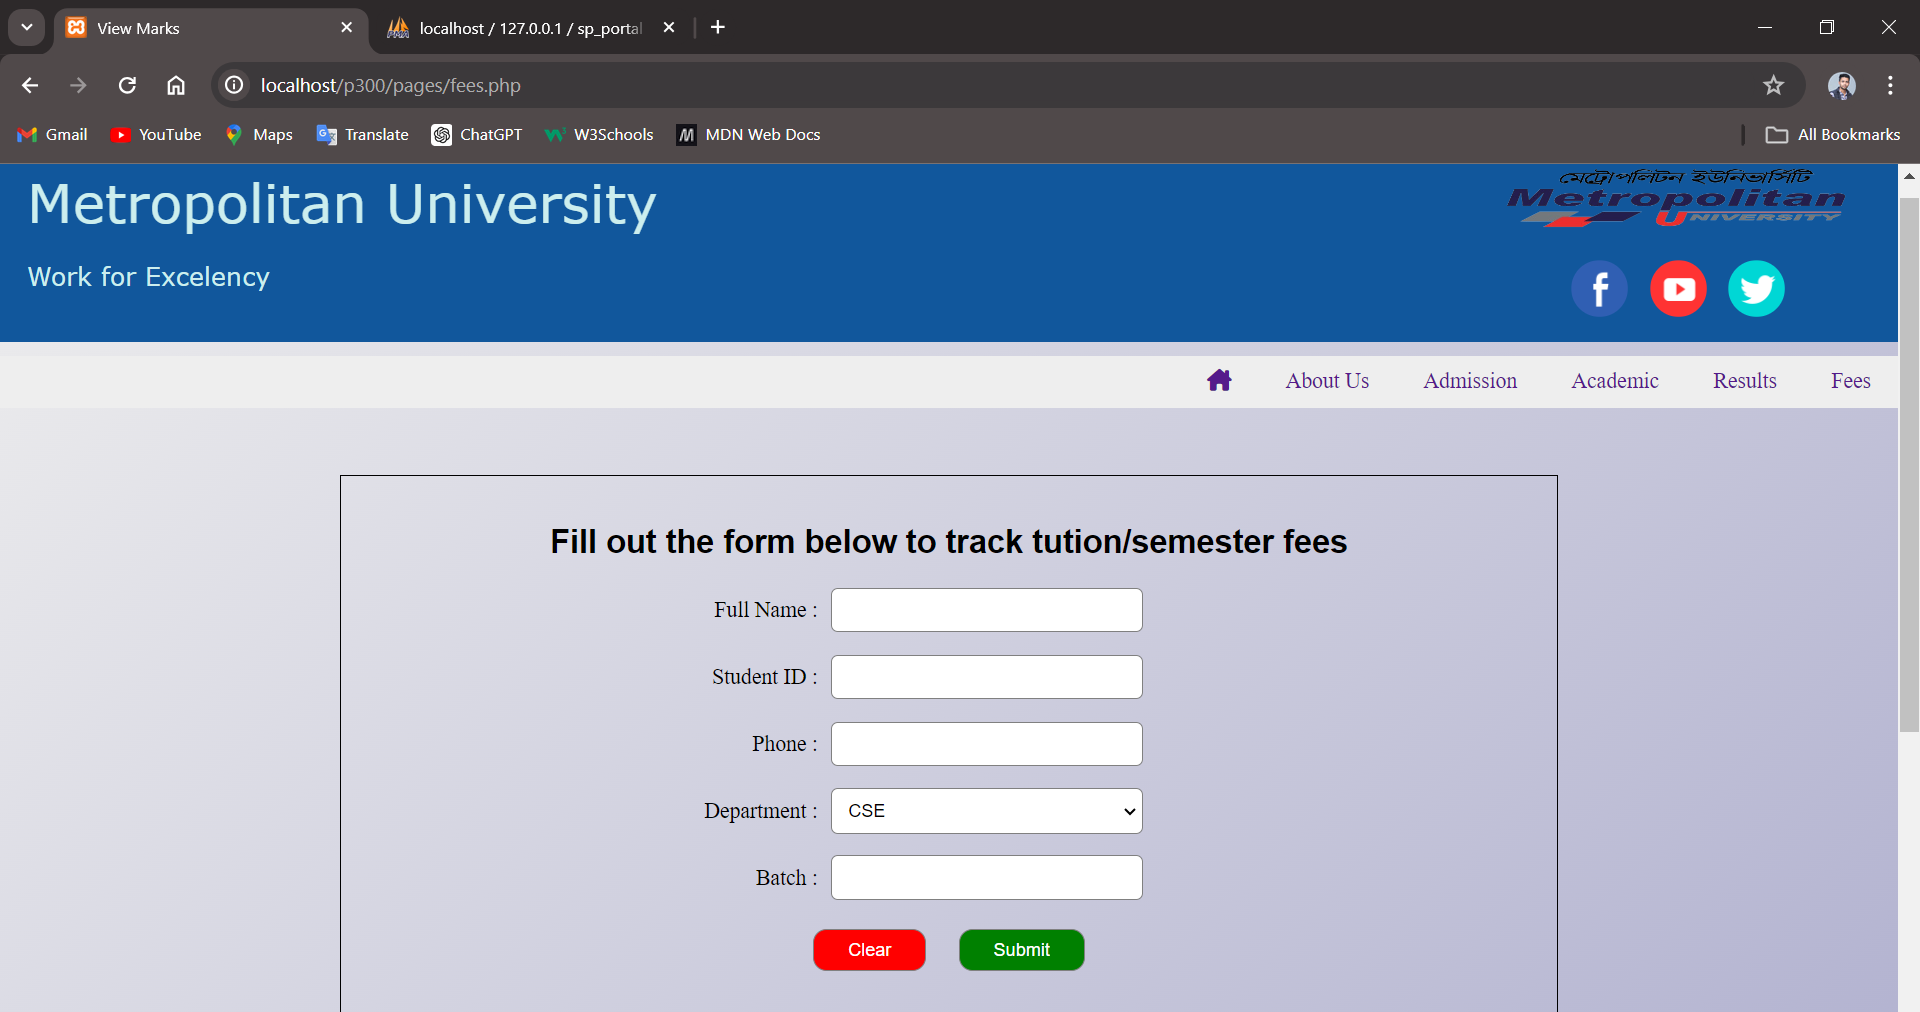 View Marks
localhost / 127.0.0.1 / sp_portal
localhost/p300/pages/fees.php
Gmail
YouTube
Maps
Translate
ChatGPT
W3Schools
MDN Web Docs
All Bookmarks
Metropolitan University
Work for Excelency
মেট্রোপলিটন ইউনিভার্সিটি
Metropolitan
UNIVERSITY
About Us
Admission
Academic
Results
Fees
Fill out the form below to track tution/semester fees
Full Name :
Student ID :
Phone :
Department : CSE
Batch :
Clear
Submit